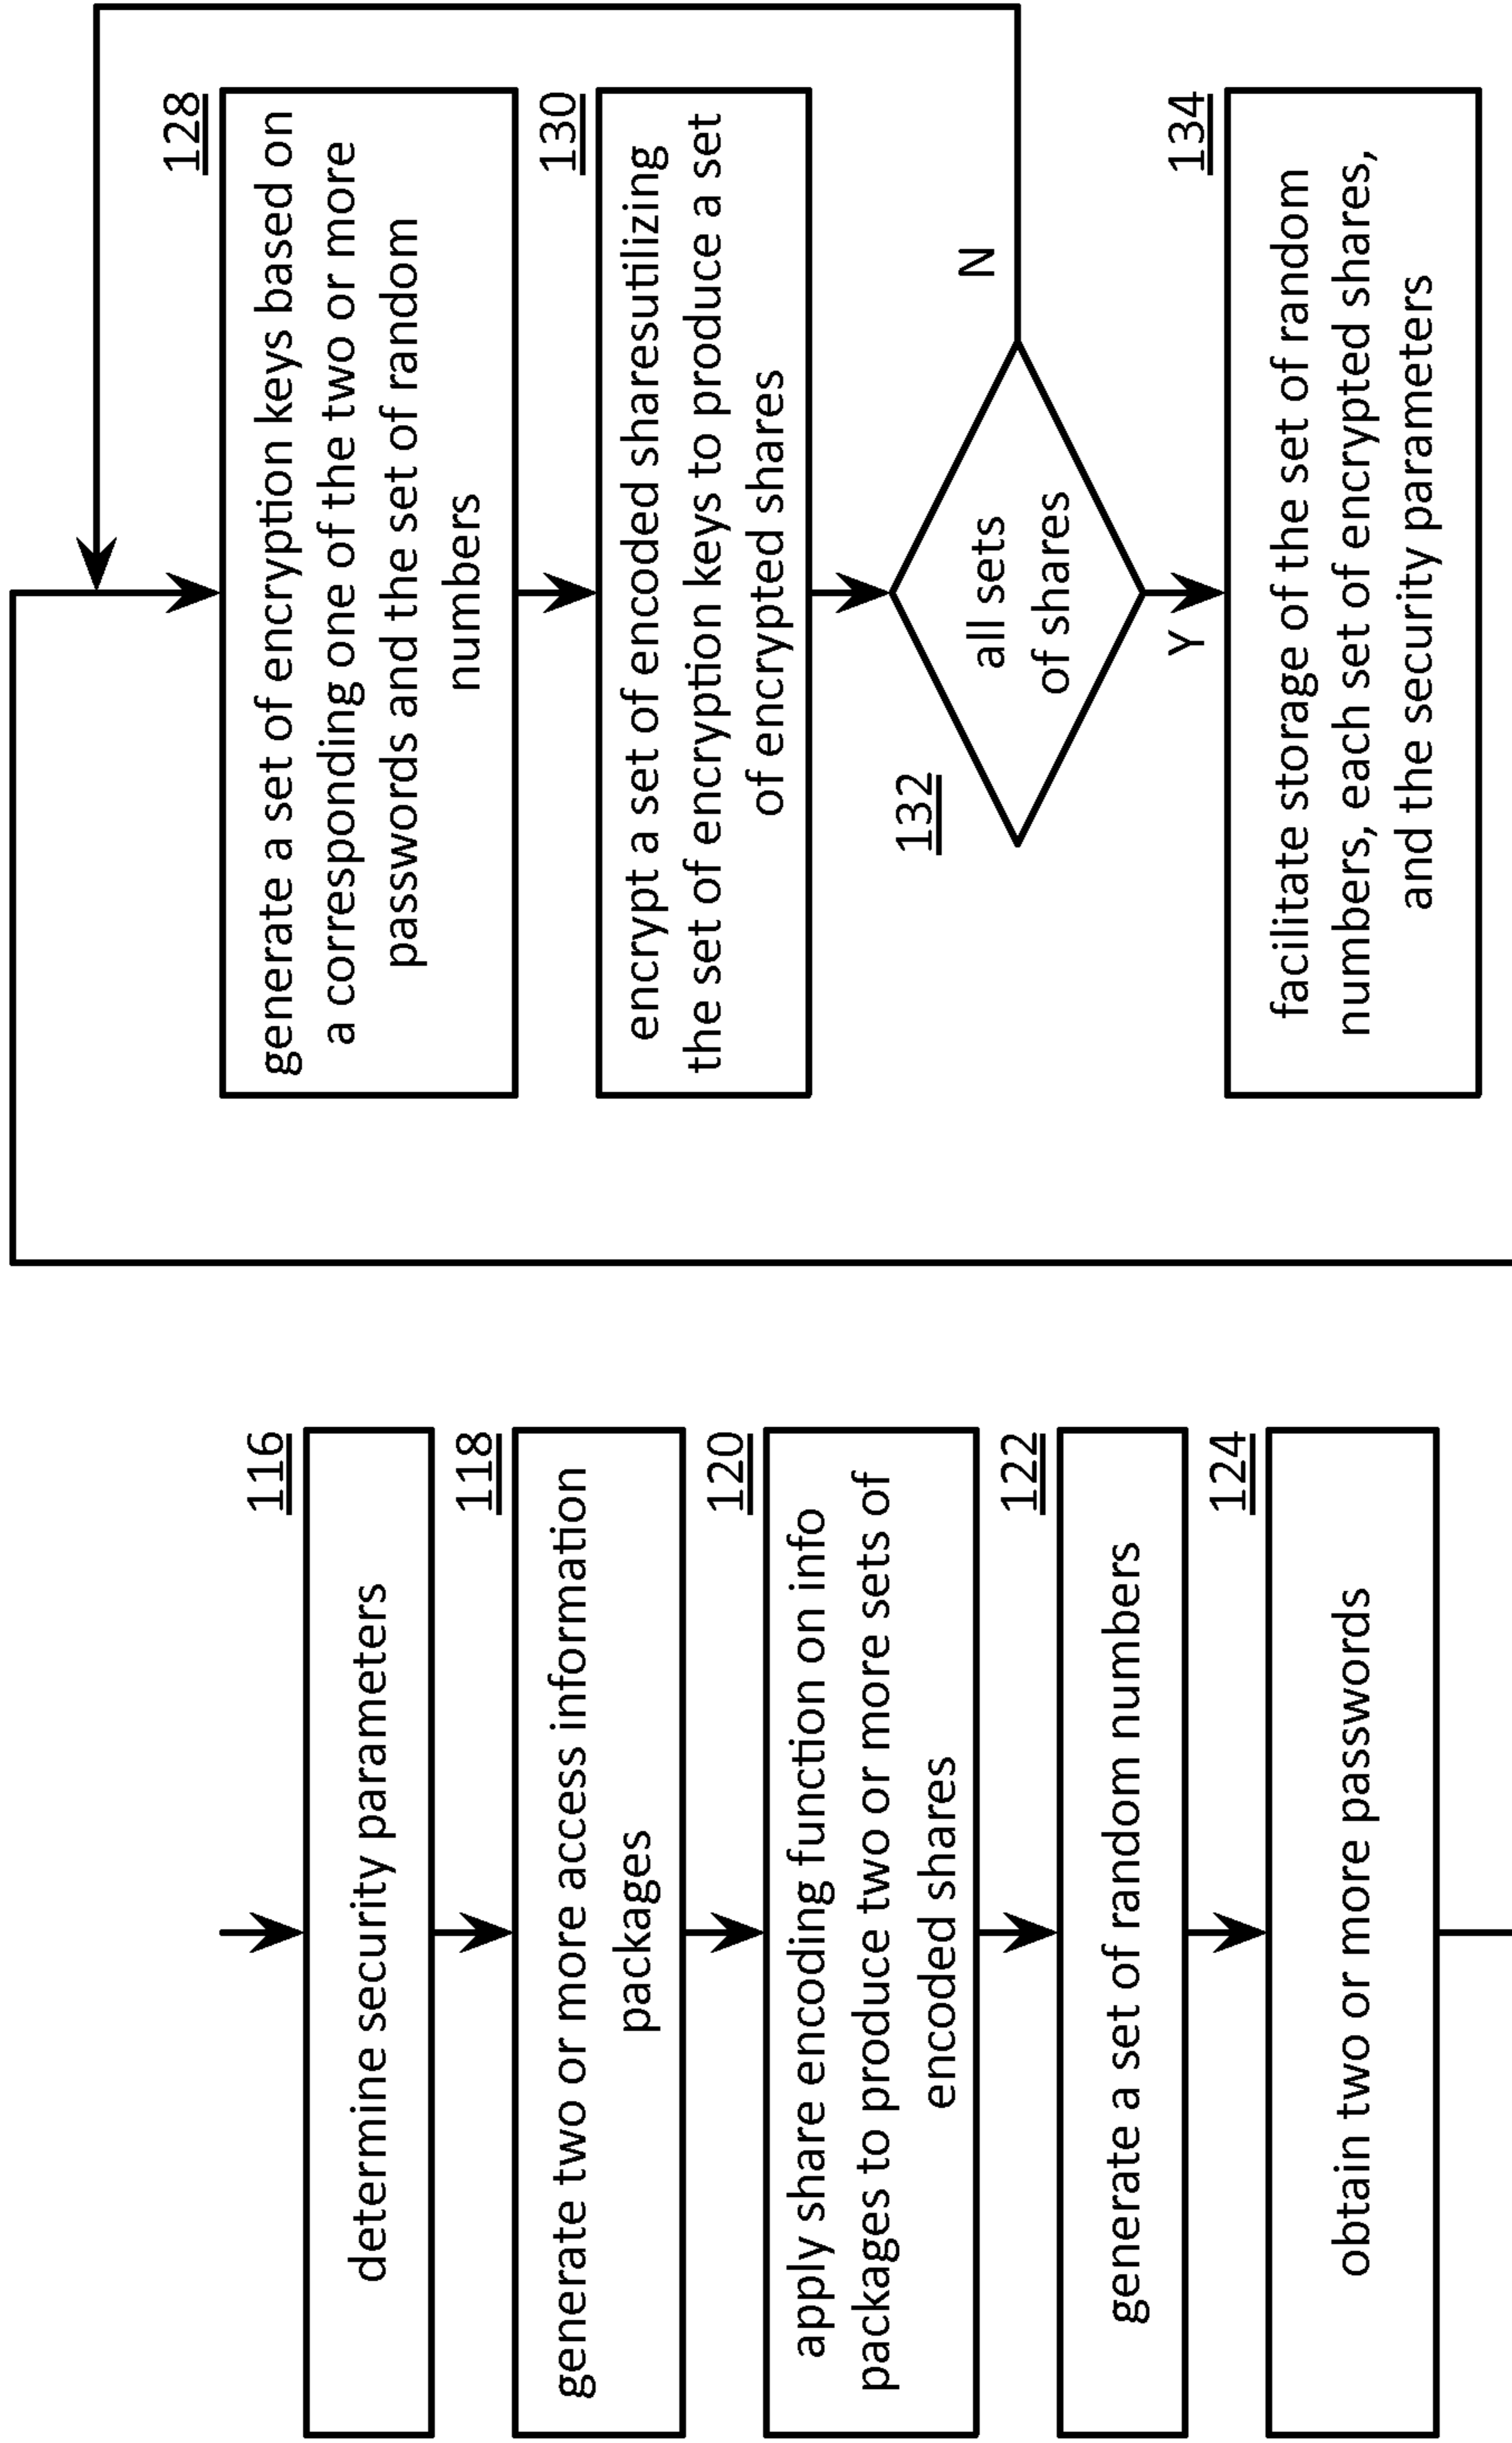 116
determine security parameters
118
generate two or more access information
packages
120
apply share encoding function on info
packages to produce two or more sets of
encoded shares
122
generate a set of random numbers
124
obtain two or more passwords
128
generate a set of encryption keys based on
a corresponding one of the two or more
passwords and the set of random
numbers
130
encrypt a set of encoded sharesutilizing
the set of encryption keys to produce a set
of encrypted shares
132
all sets
of shares
N
Y
134
facilitate storage of the set of random
numbers, each set of encrypted shares,
and the security parameters